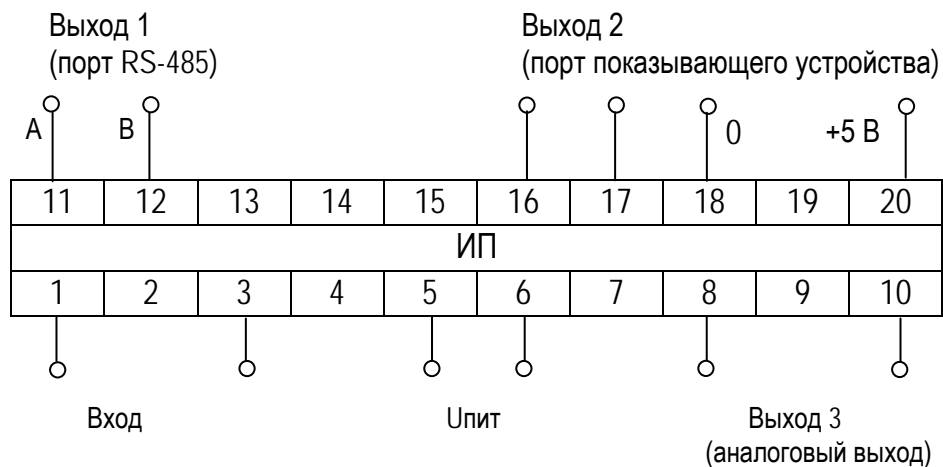 Выход 1
(порт RS-485)
Выход 2
(порт показывающего устройства)
А
В
0
+5 В
11 12 13 14 15 16 17 18 19 20
ИП
1 2 3 4 5 6 7 8 9 10
Вход
Uпит
Выход 3
(аналоговый выход)